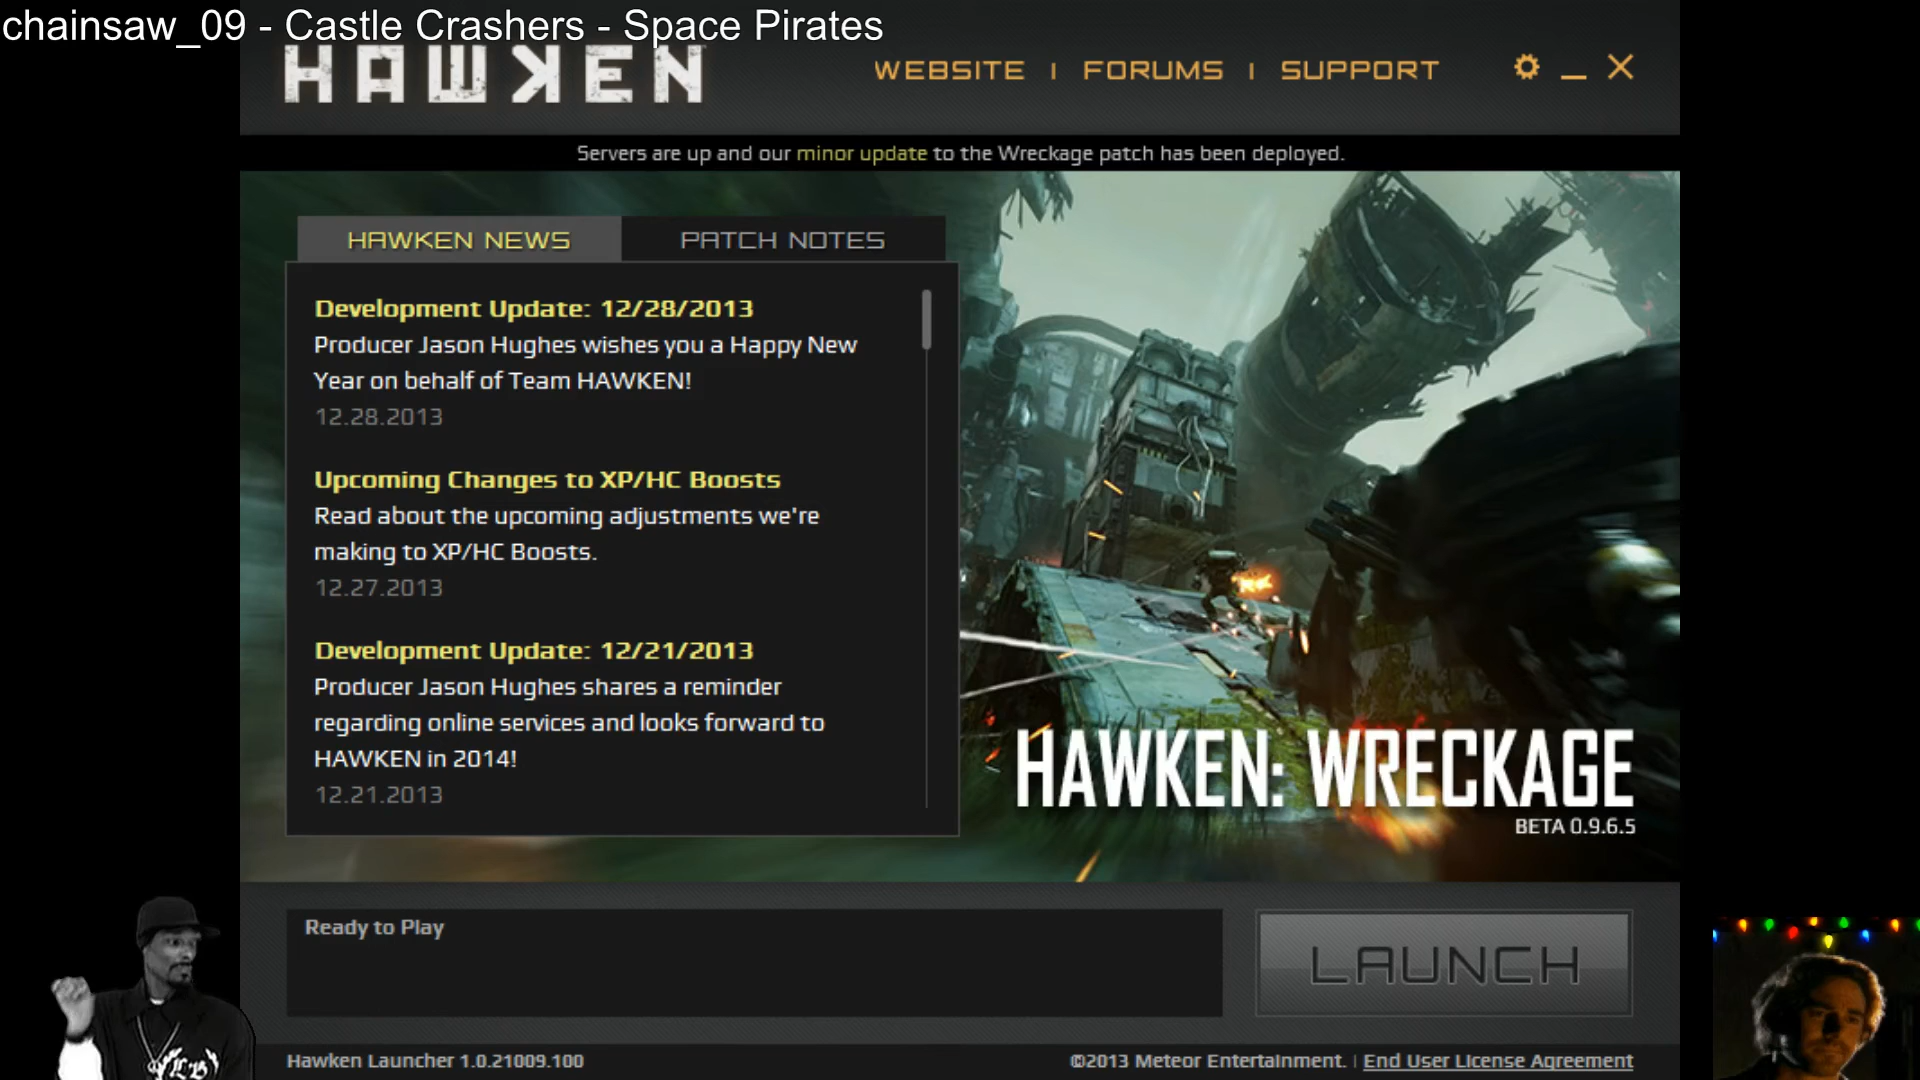 chainsaw_09 - Castle Crashers - Space Pirates
HAWKEN
WEBSITE | FORUMS | SUPPORT
Servers are up and our minor update to the Wreckage patch has been deployed.
HAWKEN NEWS
PATCH NOTES
Development Update: 12/28/2013
Producer Jason Hughes wishes you a Happy New
Year on behalf of Team HAWKEN!
12.28.2013
Upcoming Changes to XP/HC Boosts
Read about the upcoming adjustments we're
making to XP/HC Boosts.
12.27.2013
Development Update: 12/21/2013
Producer Jason Hughes shares a reminder
regarding online services and looks forward to
HAWKEN in 2014!
12.21.2013
HAWKEN: WRECKAGE
BETA 0.9.6.5
Ready to Play
LAUNCH
Hawken Launcher 1.0.21009.100
©2013 Meteor Entertainment. | End User License Agreement